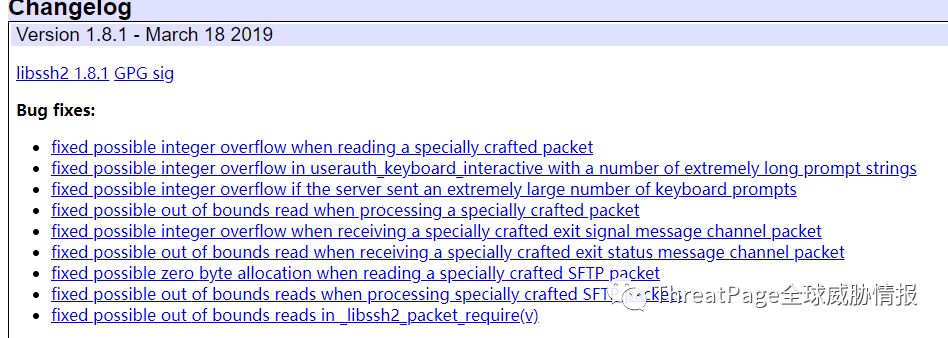 Changelog
Version 1.8.1 - March 18 2019
libssh2 1.8.1 GPG sig
Bug fixes:
fixed possible integer overflow when reading a specially crafted packet
fixed possible integer overflow in userauth_keyboard_interactive with a number of extremely long prompt strings
fixed possible integer overflow if the server sent an extremely large number of keyboard prompts
fixed possible out of bounds read when processing a specially crafted packet
fixed possible integer overflow when receiving a specially crafted exit signal message channel packet
fixed possible out of bounds read when receiving a specially crafted exit status message channel packet
fixed possible zero byte allocation when reading a specially crafted SFTP packet
fixed possible out of bounds reads when processing specially crafted SFTP packets
ThreatPage全球威胁情报
fixed possible out of bounds reads in _libssh2_packet_require(v)